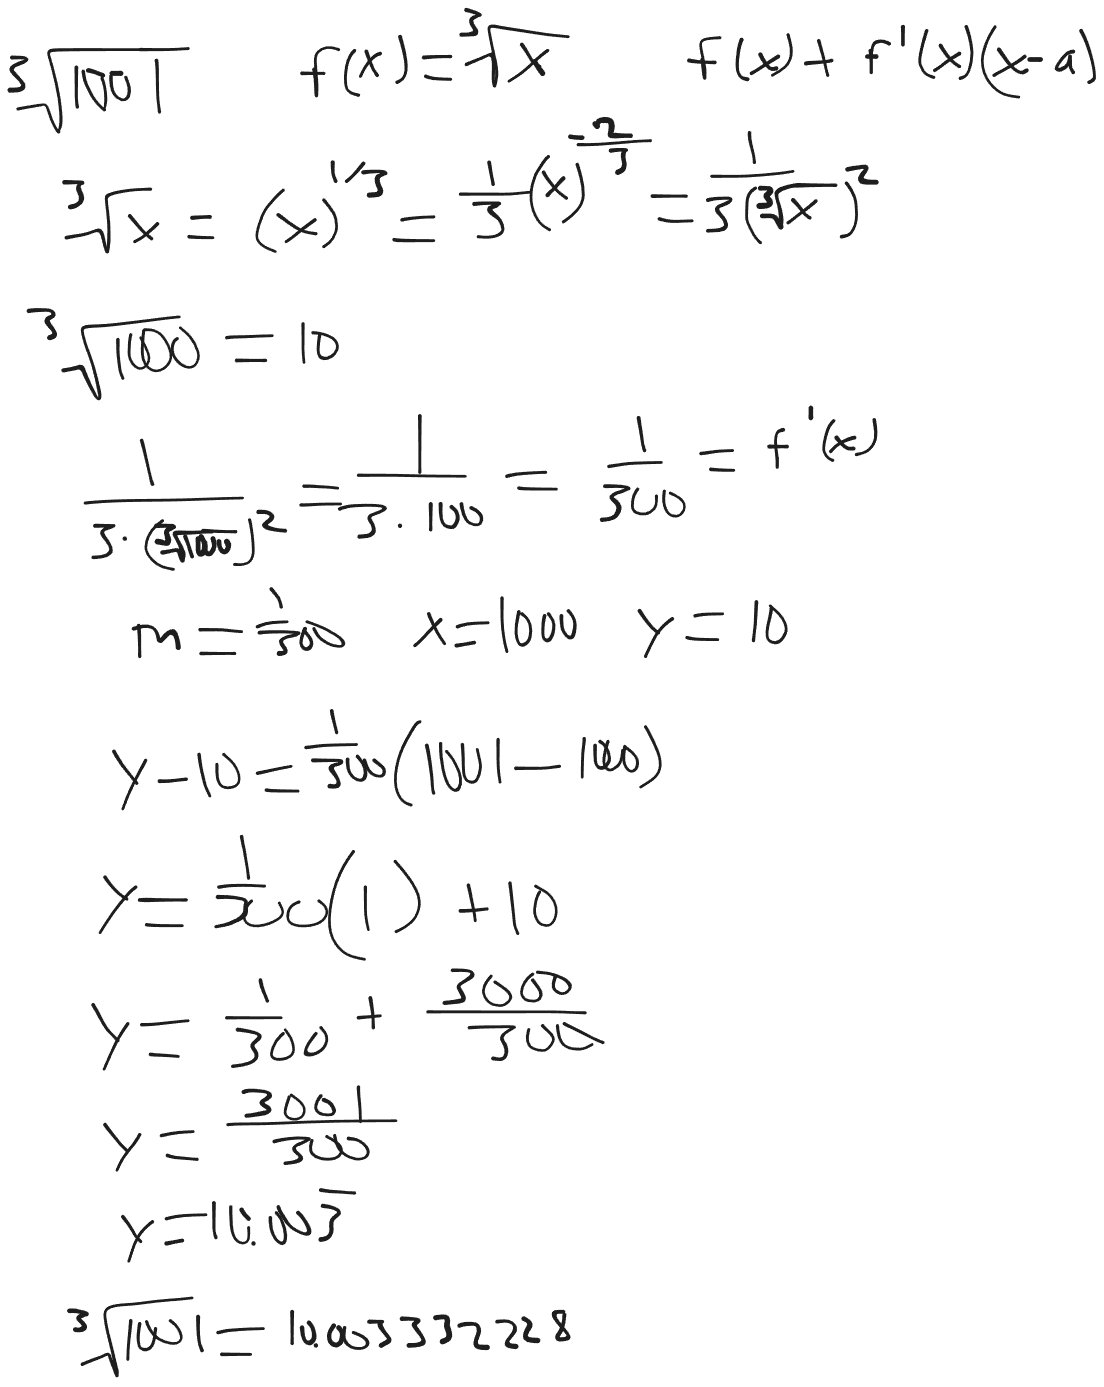 ∛1001 f(x) = ∛x f(x) + f'(x)(x-a)
∛x = (x)^1/3 = 1/3 (x)^-2/3 = 1/3(∛x)^2
∛1000 = 10
1/3·(∛1000)^2 = 1/3·100 = 1/300 = f'(x)
m = 1/300 x = 1000 y = 10
y - 10 = 1/300 (1001 - 1000)
y = 1/300 (1) + 10
y = 1/300 + 3000/300
y = 3001/300
y = 10.003̅
∛1001 = 10.003332228